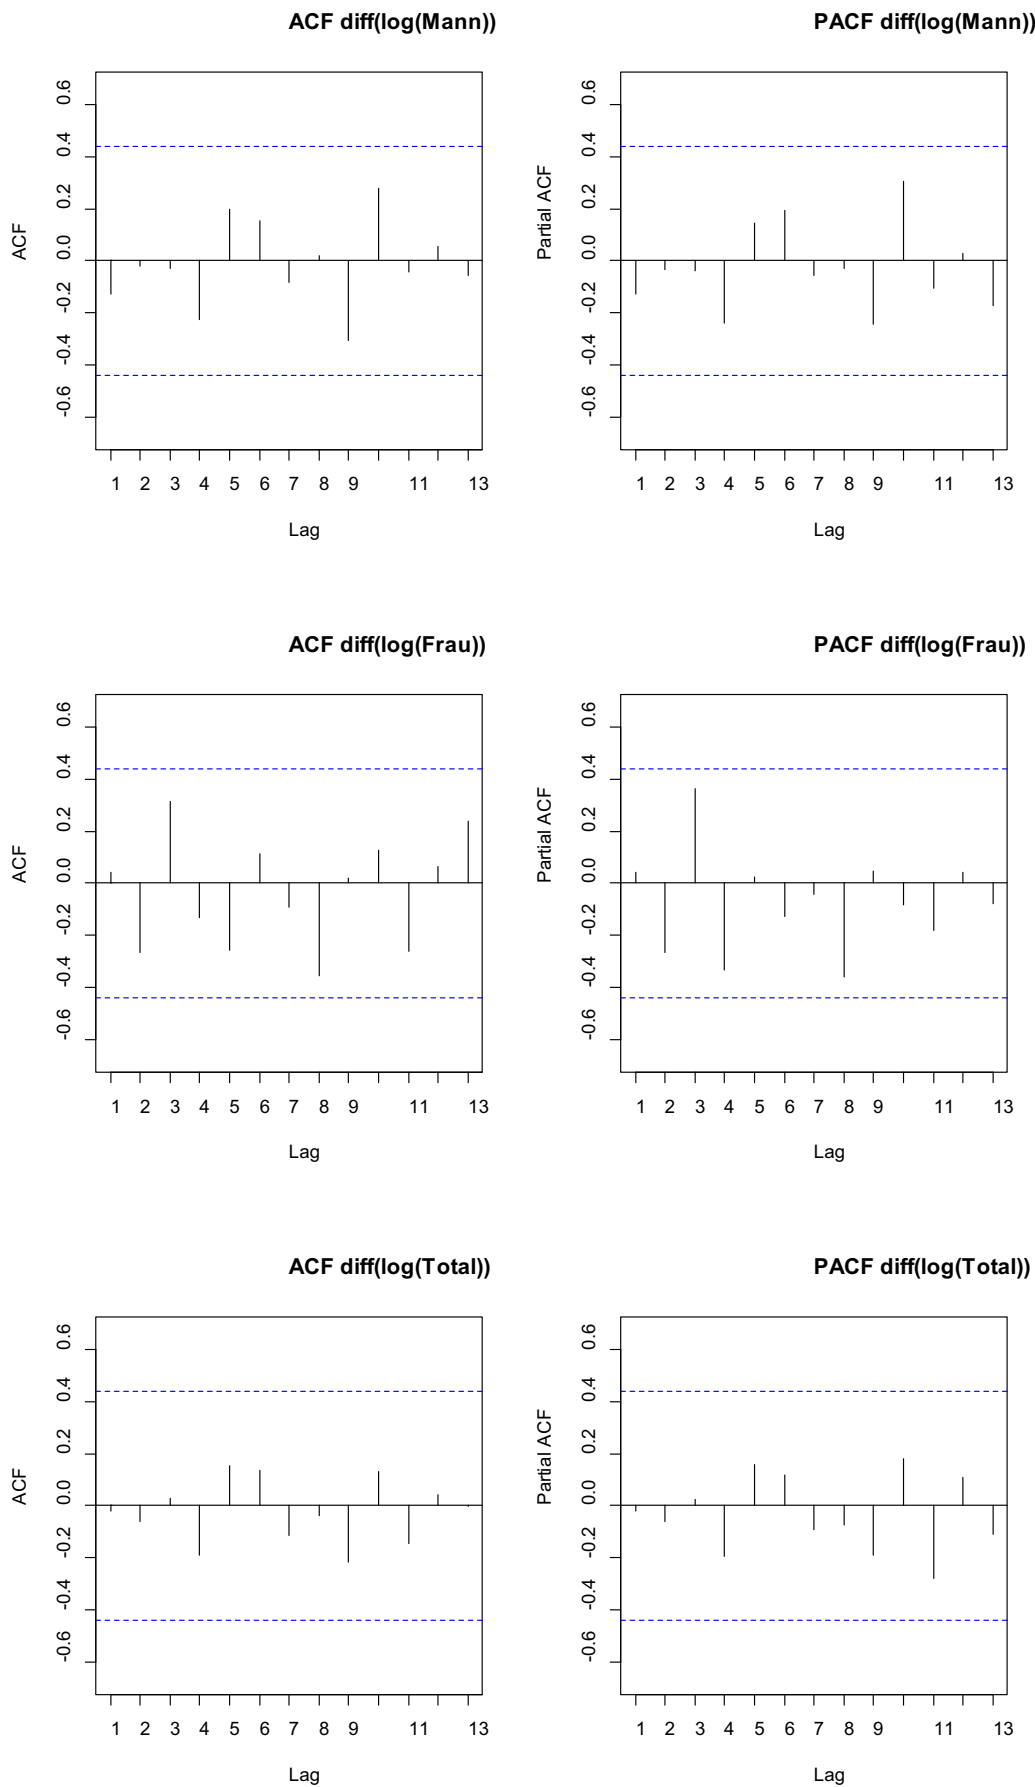 ACF diff(log(Mann))
ACF
0.6
0.4
0.2
0.0
-0.2
-0.4
-0.6
1 2 3 4 5 6 7 8 9 11 13
Lag
PACF diff(log(Mann))
Partial ACF
0.6
0.4
0.2
0.0
-0.2
-0.4
-0.6
1 2 3 4 5 6 7 8 9 11 13
Lag
ACF diff(log(Frau))
ACF
0.6
0.4
0.2
0.0
-0.2
-0.4
-0.6
1 2 3 4 5 6 7 8 9 11 13
Lag
PACF diff(log(Frau))
Partial ACF
0.6
0.4
0.2
0.0
-0.2
-0.4
-0.6
1 2 3 4 5 6 7 8 9 11 13
Lag
ACF diff(log(Total))
ACF
0.6
0.4
0.2
0.0
-0.2
-0.4
-0.6
1 2 3 4 5 6 7 8 9 11 13
Lag
PACF diff(log(Total))
Partial ACF
0.6
0.4
0.2
0.0
-0.2
-0.4
-0.6
1 2 3 4 5 6 7 8 9 11 13
Lag